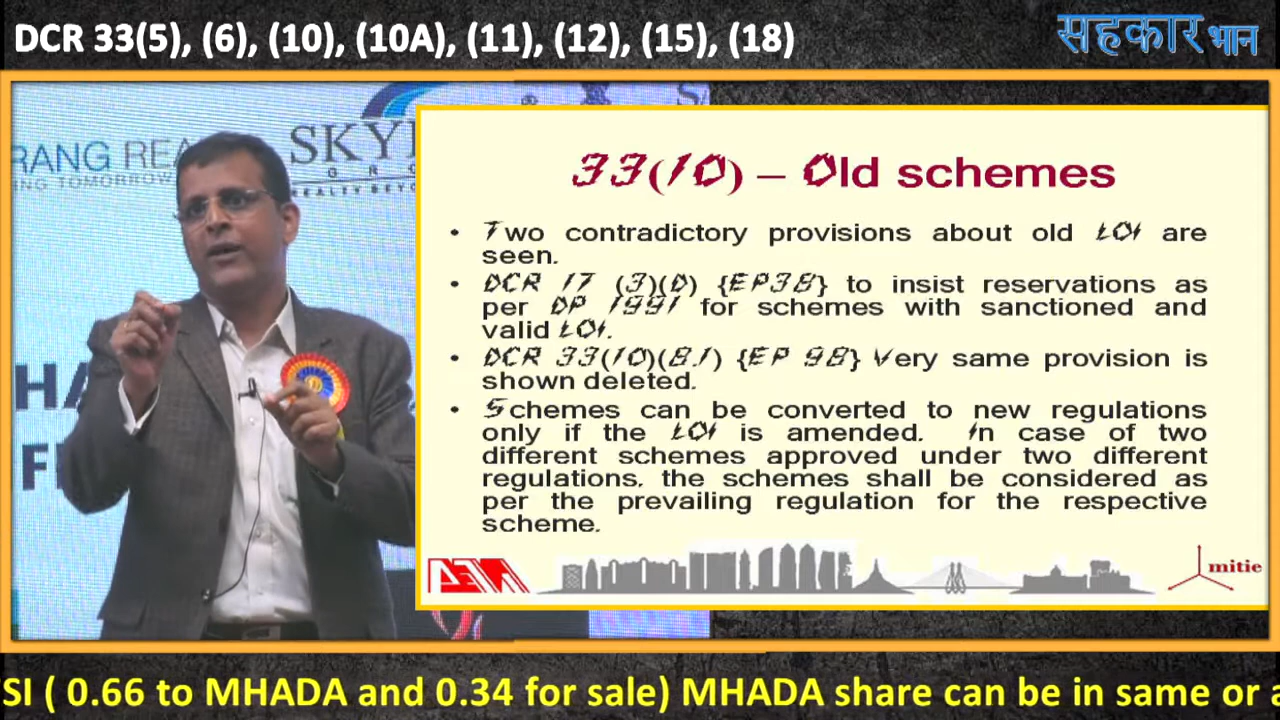 DCR 33(5), (6), (10), (10A), (11), (12), (15), (18)
सहकार भान
RANG REA
ING TOMORROW
SKY
G R O
REALTY BEYO
33(10) – Old schemes
• Two contradictory provisions about old LOI are
seen.
• DCR 17 (3)(D) {EP38} to insist reservations as
per DP 1991 for schemes with sanctioned and
valid LOI.
• DCR 33(10)(8.1) {EP 98} Very same provision is
shown deleted.
• Schemes can be converted to new regulations
only if the LOI is amended. In case of two
different schemes approved under two different
regulations, the schemes shall be considered as
per the prevailing regulation for the respective
scheme.
mitie
SI ( 0.66 to MHADA and 0.34 for sale) MHADA share can be in same or a